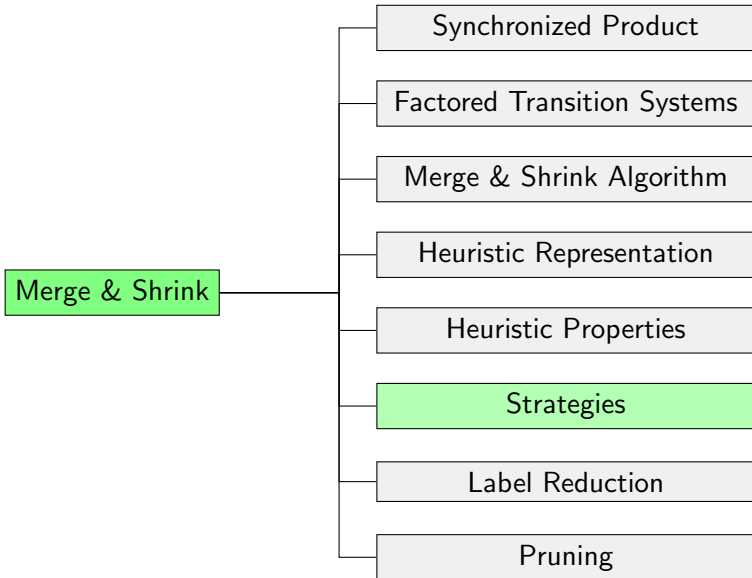 Synchronized Product
Factored Transition Systems
Merge & Shrink Algorithm
Heuristic Representation
Merge & Shrink
Heuristic Properties
Strategies
Label Reduction
Pruning